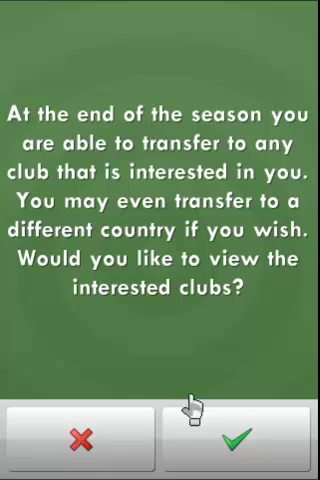 At the end of the season you
are able to transfer to any
club that is interested in you.
You may even transfer to a
different country if you wish.
Would you like to view the
interested clubs?